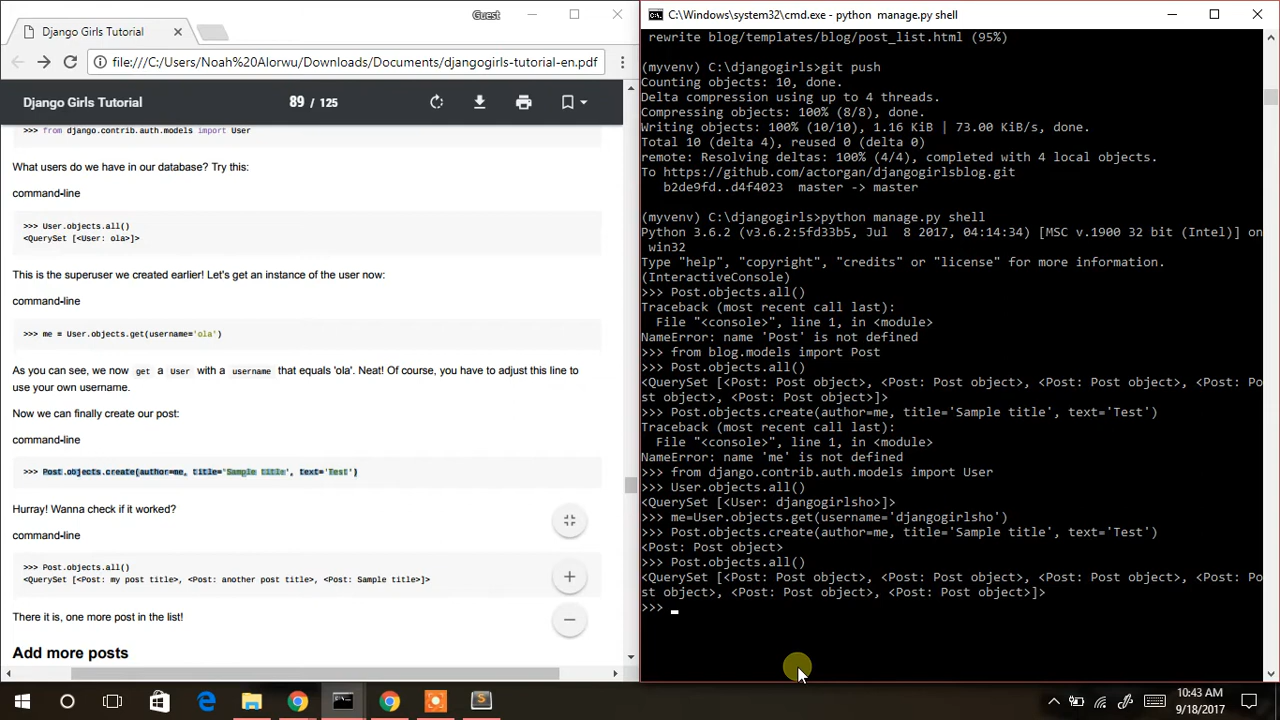 Guest
Django Girls Tutorial
file:///C:/Users/Noah%20Alorwu/Downloads/Documents/djangogirls-tutorial-en.pdf
Django Girls Tutorial
89 / 125
>>> from django.contrib.auth.models import User
What users do we have in our database? Try this:
command-line
>>> User.objects.all()
<QuerySet [<User: ola>]>
This is the superuser we created earlier! Let's get an instance of the user now:
command-line
>>> me = User.objects.get(username='ola')
As you can see, we now get a User with a username that equals 'ola'. Neat! Of course, you have to adjust this line to
use your own username.
Now we can finally create our post:
command-line
>>> Post.objects.create(author=me, title='Sample title', text='Test')
Hurray! Wanna check if it worked?
command-line
>>> Post.objects.all()
<QuerySet [<Post: my post title>, <Post: another post title>, <Post: Sample title>]>
There it is, one more post in the list!
Add more posts
C:\Windows\system32\cmd.exe - python  manage.py shell
rewrite blog/templates/blog/post_list.html (95%)
(myvenv) C:\djangogirls>git push
Counting objects: 10, done.
Delta compression using up to 4 threads.
Compressing objects: 100% (8/8), done.
Writing objects: 100% (10/10), 1.16 KiB | 73.00 KiB/s, done.
Total 10 (delta 4), reused 0 (delta 0)
remote: Resolving deltas: 100% (4/4), completed with 4 local objects.
To https://github.com/actorgan/djangogirlsblog.git
b2de9fd..d4f4023  master -> master
(myvenv) C:\djangogirls>python manage.py shell
Python 3.6.2 (v3.6.2:5fd33b5, Jul  8 2017, 04:14:34) [MSC v.1900 32 bit (Intel)] on
win32
Type "help", "copyright", "credits" or "license" for more information.
(InteractiveConsole)
>>> Post.objects.all()
Traceback (most recent call last):
File "<console>", line 1, in <module>
NameError: name 'Post' is not defined
>>> from blog.models import Post
>>> Post.objects.all()
<QuerySet [<Post: Post object>, <Post: Post object>, <Post: Post object>, <Post: Po
st object>, <Post: Post object>]>
>>> Post.objects.create(author=me, title='Sample title', text='Test')
Traceback (most recent call last):
File "<console>", line 1, in <module>
NameError: name 'me' is not defined
>>> from django.contrib.auth.models import User
>>> User.objects.all()
<QuerySet [<User: djangogirlsho>]>
>>> me=User.objects.get(username='djangogirlsho')
>>> Post.objects.create(author=me, title='Sample title', text='Test')
<Post: Post object>
>>> Post.objects.all()
<QuerySet [<Post: Post object>, <Post: Post object>, <Post: Post object>, <Post: Po
st object>, <Post: Post object>, <Post: Post object>]>
>>> _
10:43 AM
9/18/2017